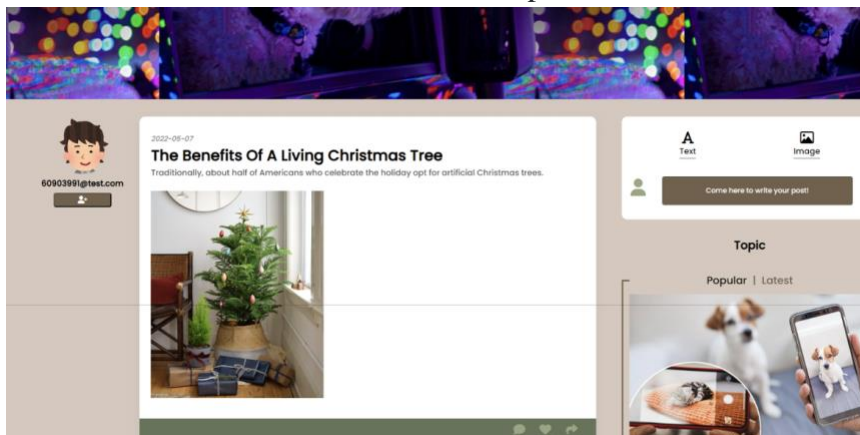 60903991@test.com
2022-05-07
The Benefits Of A Living Christmas Tree
Traditionally, about half of Americans who celebrate the holiday opt for artificial Christmas trees.
Text
Image
Come here to write your post!
Topic
Popular | Latest